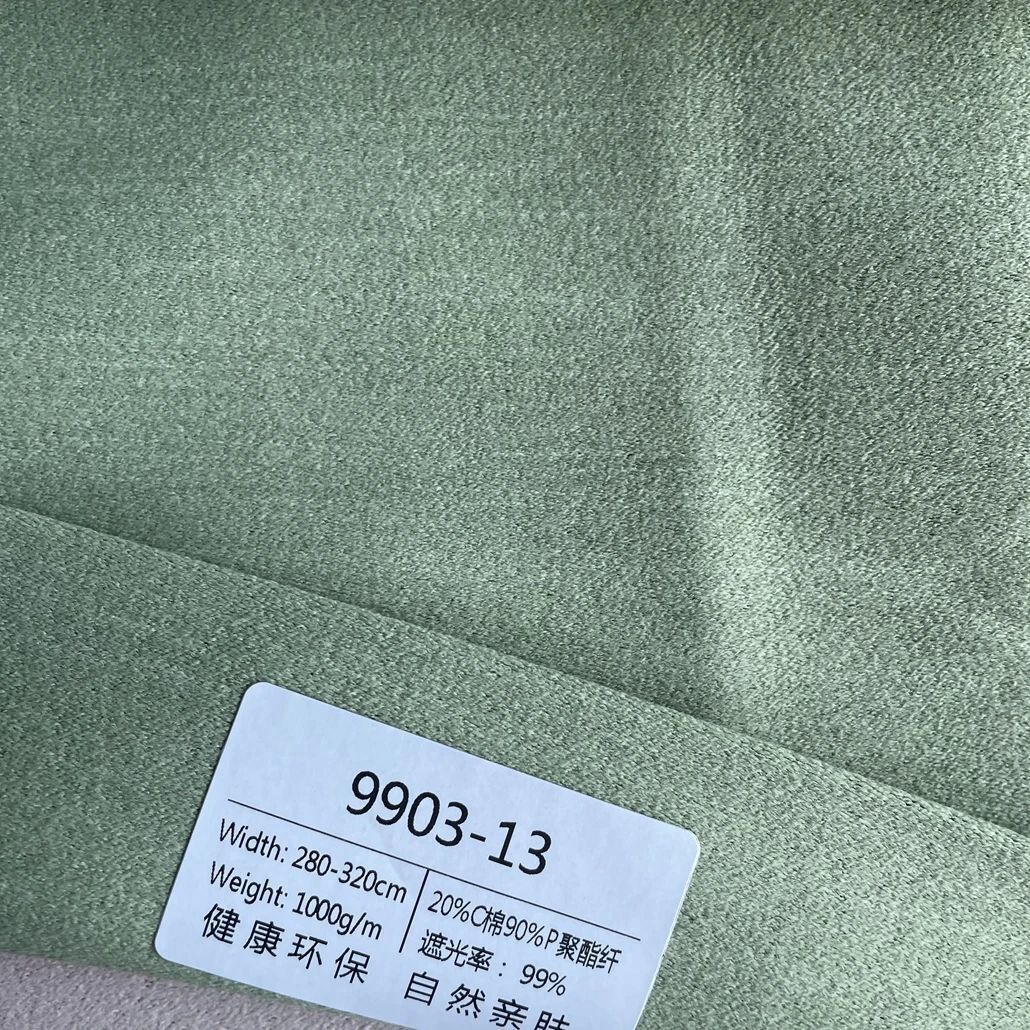 9903-13
Width: 280-320cm
Weight: 1000g/m
20%C棉90%P聚酯纤
遮光率：99%
健康环保 自然亲